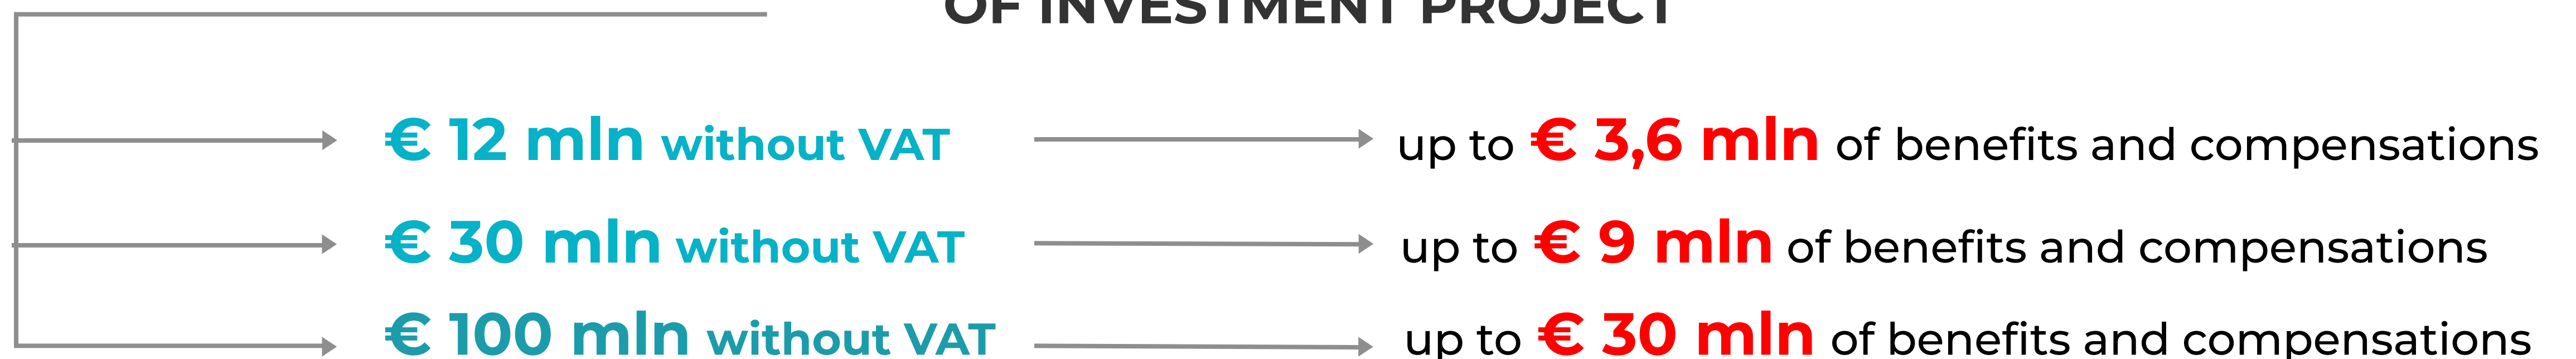 OF INVESTMENT PROJECT
€ 12 mln without VAT up to € 3,6 mln of benefits and compensations
€ 30 mln without VAT up to € 9 mln of benefits and compensations
€ 100 mln without VAT up to € 30 mln of benefits and compensations